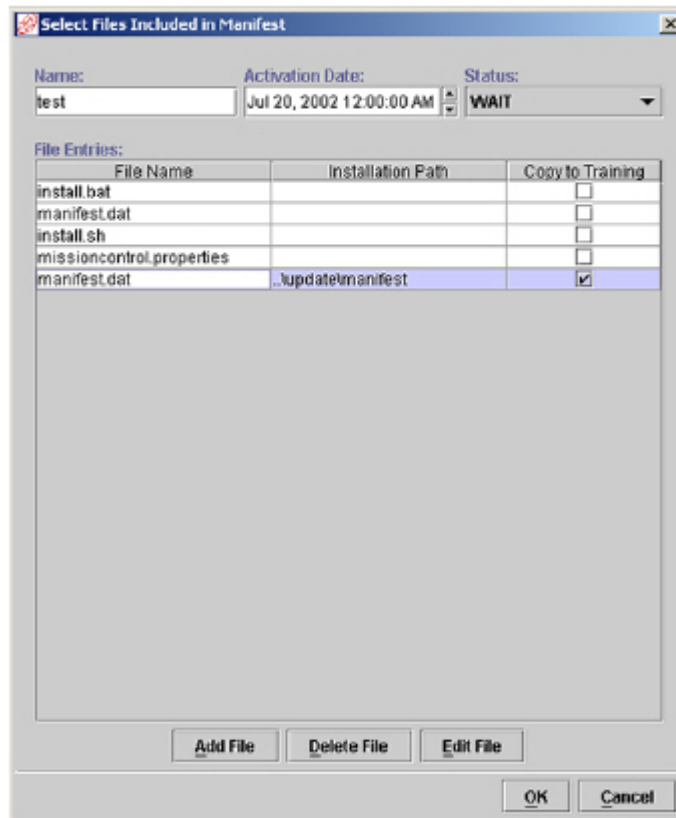 Select Files Included in Manifest
Name: Activation Date: Status:
test Jul 20, 2002 12:00:00 AM WAIT
File Entries:
File Name Installation Path Copy to Training
install.bat
manifest.dat
install.sh
missioncontrol.properties
manifest.dat ..\update\manifest
Add File Delete File Edit File
OK Cancel